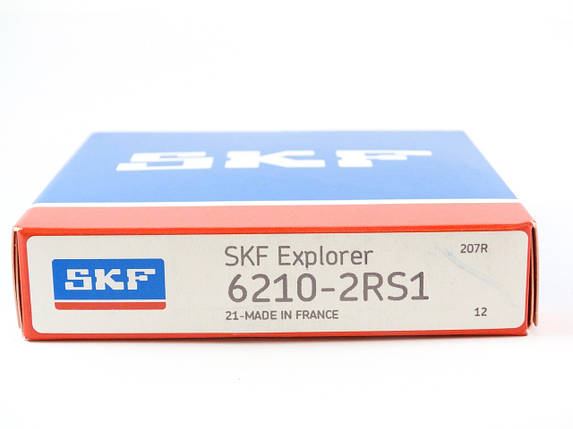 SKF
SKF
SKF Explorer
207R
6210-2RS1
21-MADE IN FRANCE
12